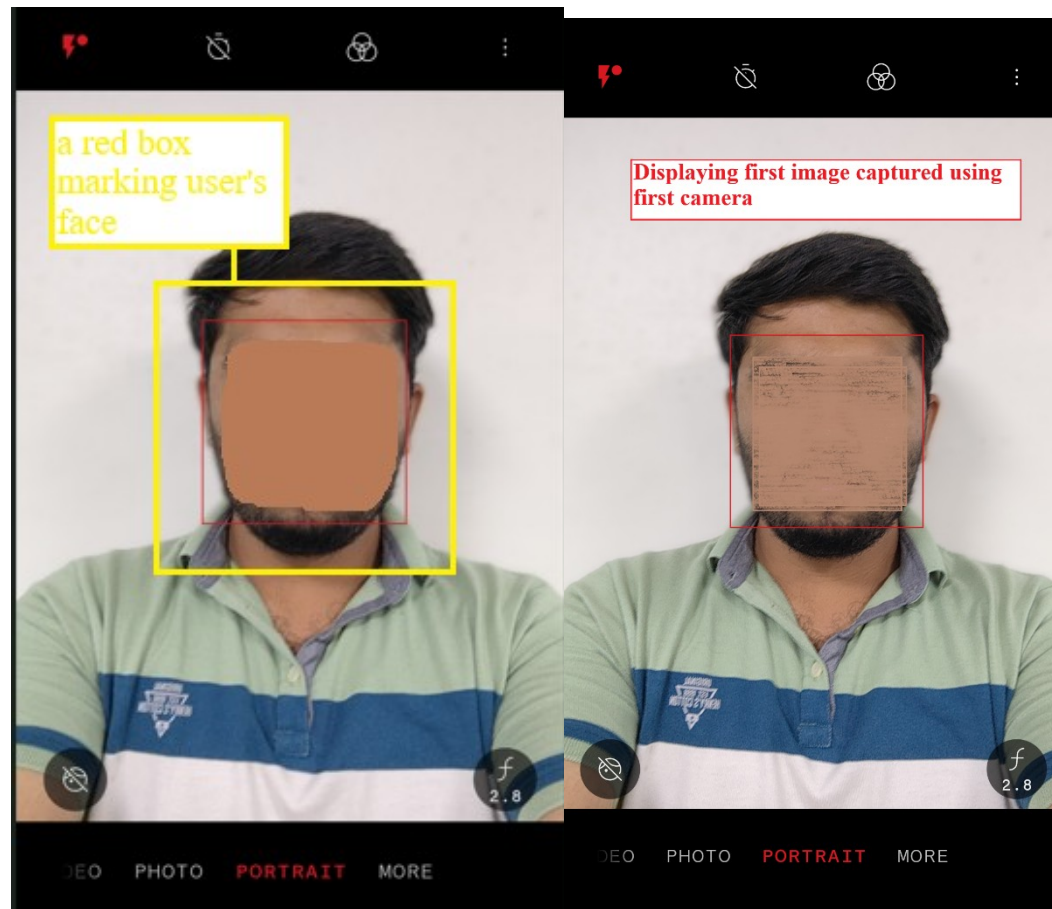 a red box
marking user's
face
2.8
DEO PHOTO PORTRAIT MORE
Displaying first image captured using
first camera
2.8
DEO PHOTO PORTRAIT MORE